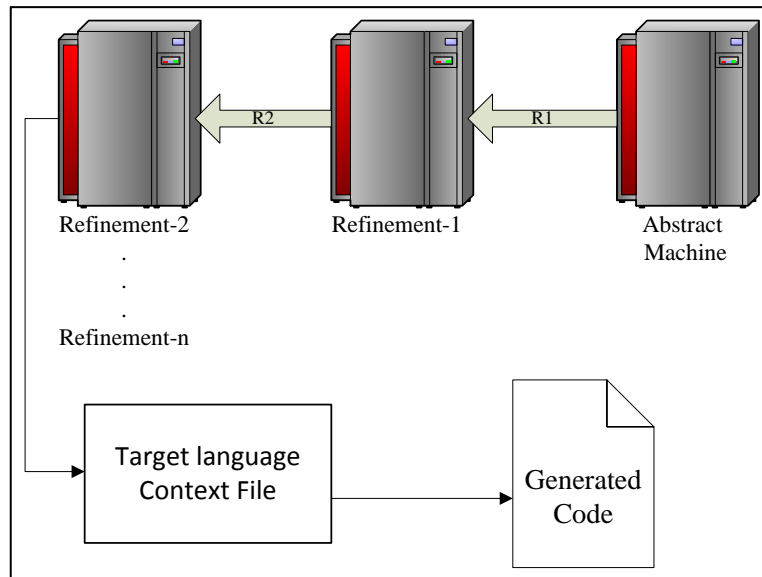 R2
R1
Refinement-2
Refinement-1
Abstract
Machine
.
.
.
Refinement-n
Target language
Context File
Generated
Code